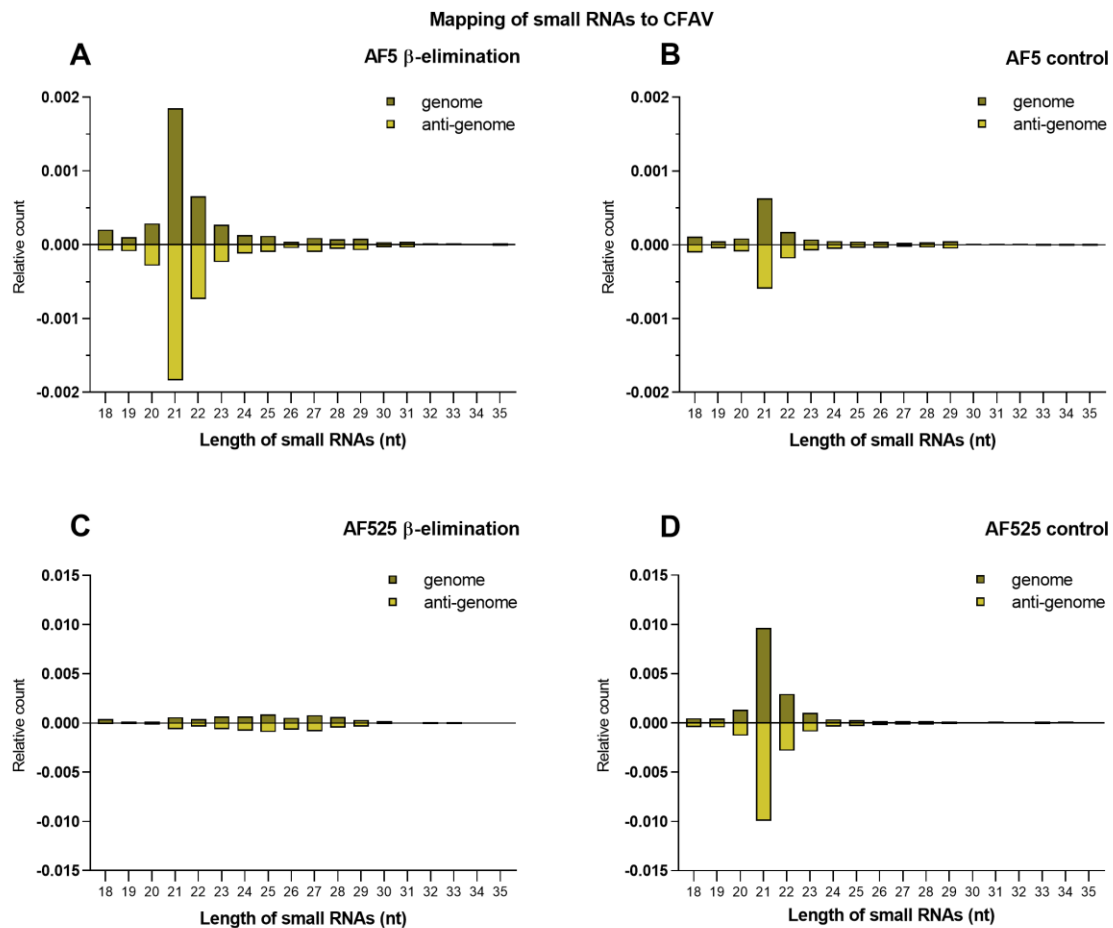 Mapping of small RNAs to CFAV
A
AF5 β-elimination
genome
anti-genome
0.002
0.001
0.000
-0.001
-0.002
Relative count
18 19 20 21 22 23 24 25 26 27 28 29 30 31 32 33 34 35
Length of small RNAs (nt)
B
AF5 control
genome
anti-genome
0.002
0.001
0.000
-0.001
-0.002
Relative count
18 19 20 21 22 23 24 25 26 27 28 29 30 31 32 33 34 35
Length of small RNAs (nt)
C
AF525 β-elimination
genome
anti-genome
0.015
0.010
0.005
0.000
-0.005
-0.010
-0.015
Relative count
18 19 20 21 22 23 24 25 26 27 28 29 30 31 32 33 34 35
Length of small RNAs (nt)
D
AF525 control
genome
anti-genome
0.015
0.010
0.005
0.000
-0.005
-0.010
-0.015
Relative count
18 19 20 21 22 23 24 25 26 27 28 29 30 31 32 33 34 35
Length of small RNAs (nt)